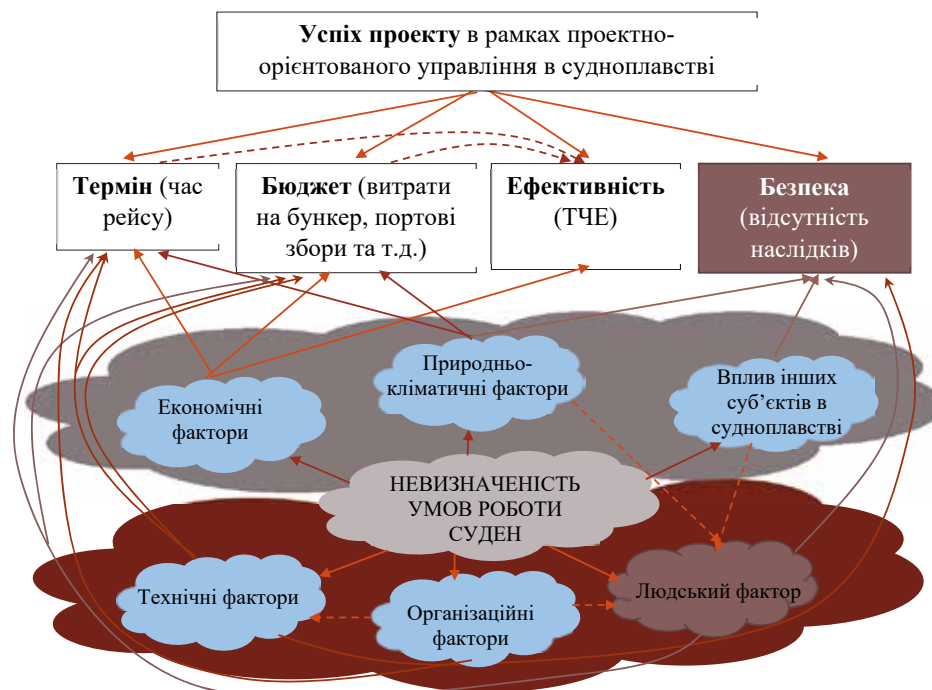 Успіх проекту в рамках проектно-
орієнтованого управління в судноплавстві
Термін (час
рейсу)
Бюджет (витрати
на бункер, портові
збори та т.д.)
Ефективність
(ТЧЕ)
Безпека
(відсутність
наслідків)
Економічні
фактори
Природньо-
кліматичні фактори
Вплив інших
суб’єктів в
судноплавстві
НЕВИЗНАЧЕНІСТЬ
УМОВ РОБОТИ
СУДЕН
Технічні фактори
Організаційні
фактори
Людський фактор